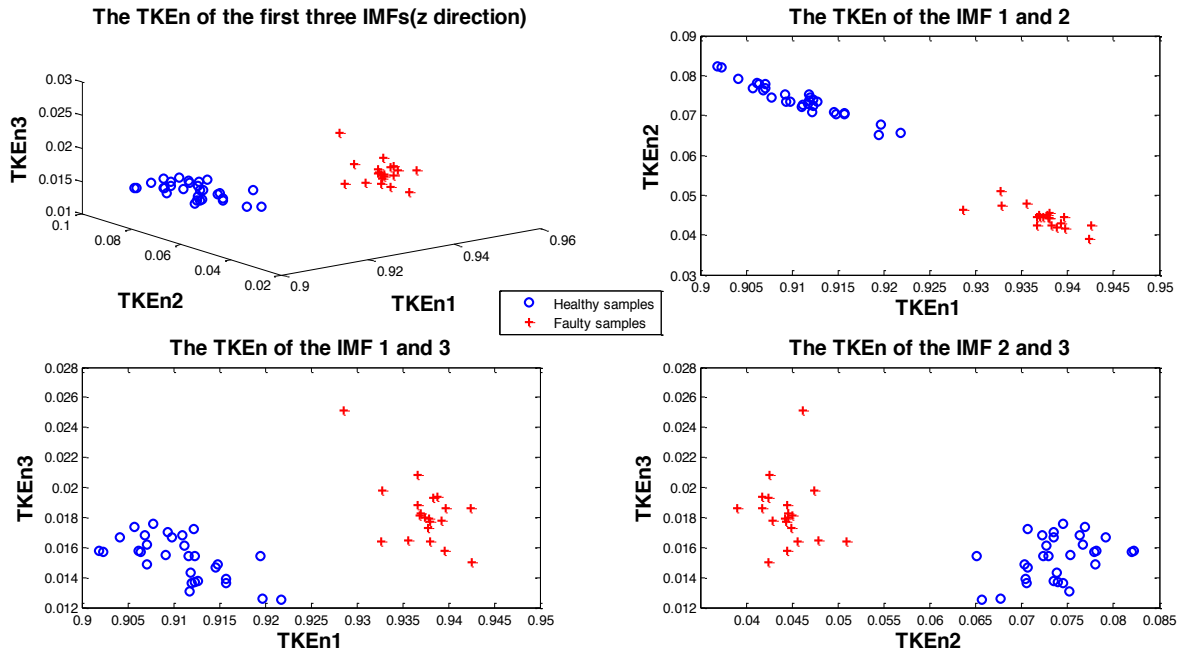 The TKEn of the first three IMFs(z direction)
0.03
0.025
0.02
0.015
0.01
TKEn3
0.1
0.08
0.06
0.04
0.02
TKEn2
0.9
0.92
0.94
0.96
TKEn1
The TKEn of the IMF 1 and 2
0.09
0.08
0.07
0.06
0.05
0.04
0.03
TKEn2
0.9 0.905 0.91 0.915 0.92 0.925 0.93 0.935 0.94 0.945 0.95
TKEn1
Healthy samples
Faulty samples
The TKEn of the IMF 1 and 3
0.028
0.026
0.024
0.022
0.02
0.018
0.016
0.014
0.012
TKEn3
0.9 0.905 0.91 0.915 0.92 0.925 0.93 0.935 0.94 0.945 0.95
TKEn1
The TKEn of the IMF 2 and 3
0.028
0.026
0.024
0.022
0.02
0.018
0.016
0.014
0.012
TKEn3
0.04 0.045 0.05 0.055 0.06 0.065 0.07 0.075 0.08 0.085
TKEn2